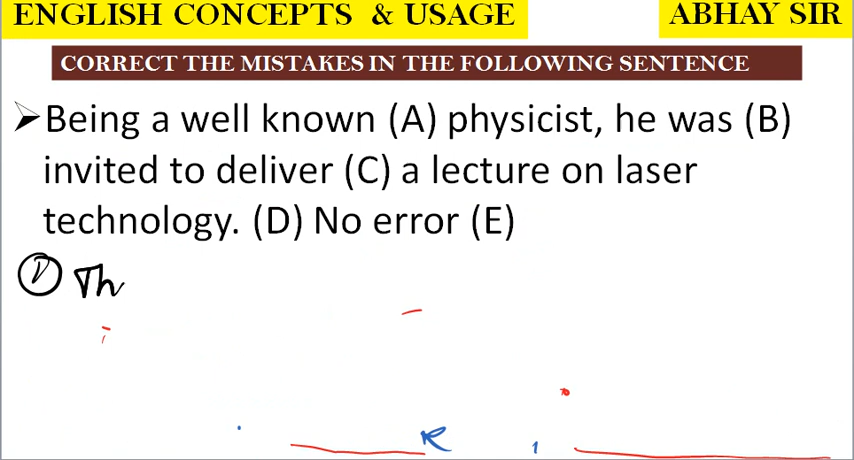 ENGLISH CONCEPTS & USAGE ABHAY SIR
CORRECT THE MISTAKES IN THE FOLLOWING SENTENCE
➢Being a well known (A) physicist, he was (B)
invited to deliver (C) a lecture on laser
technology. (D) No error (E)
Th
R